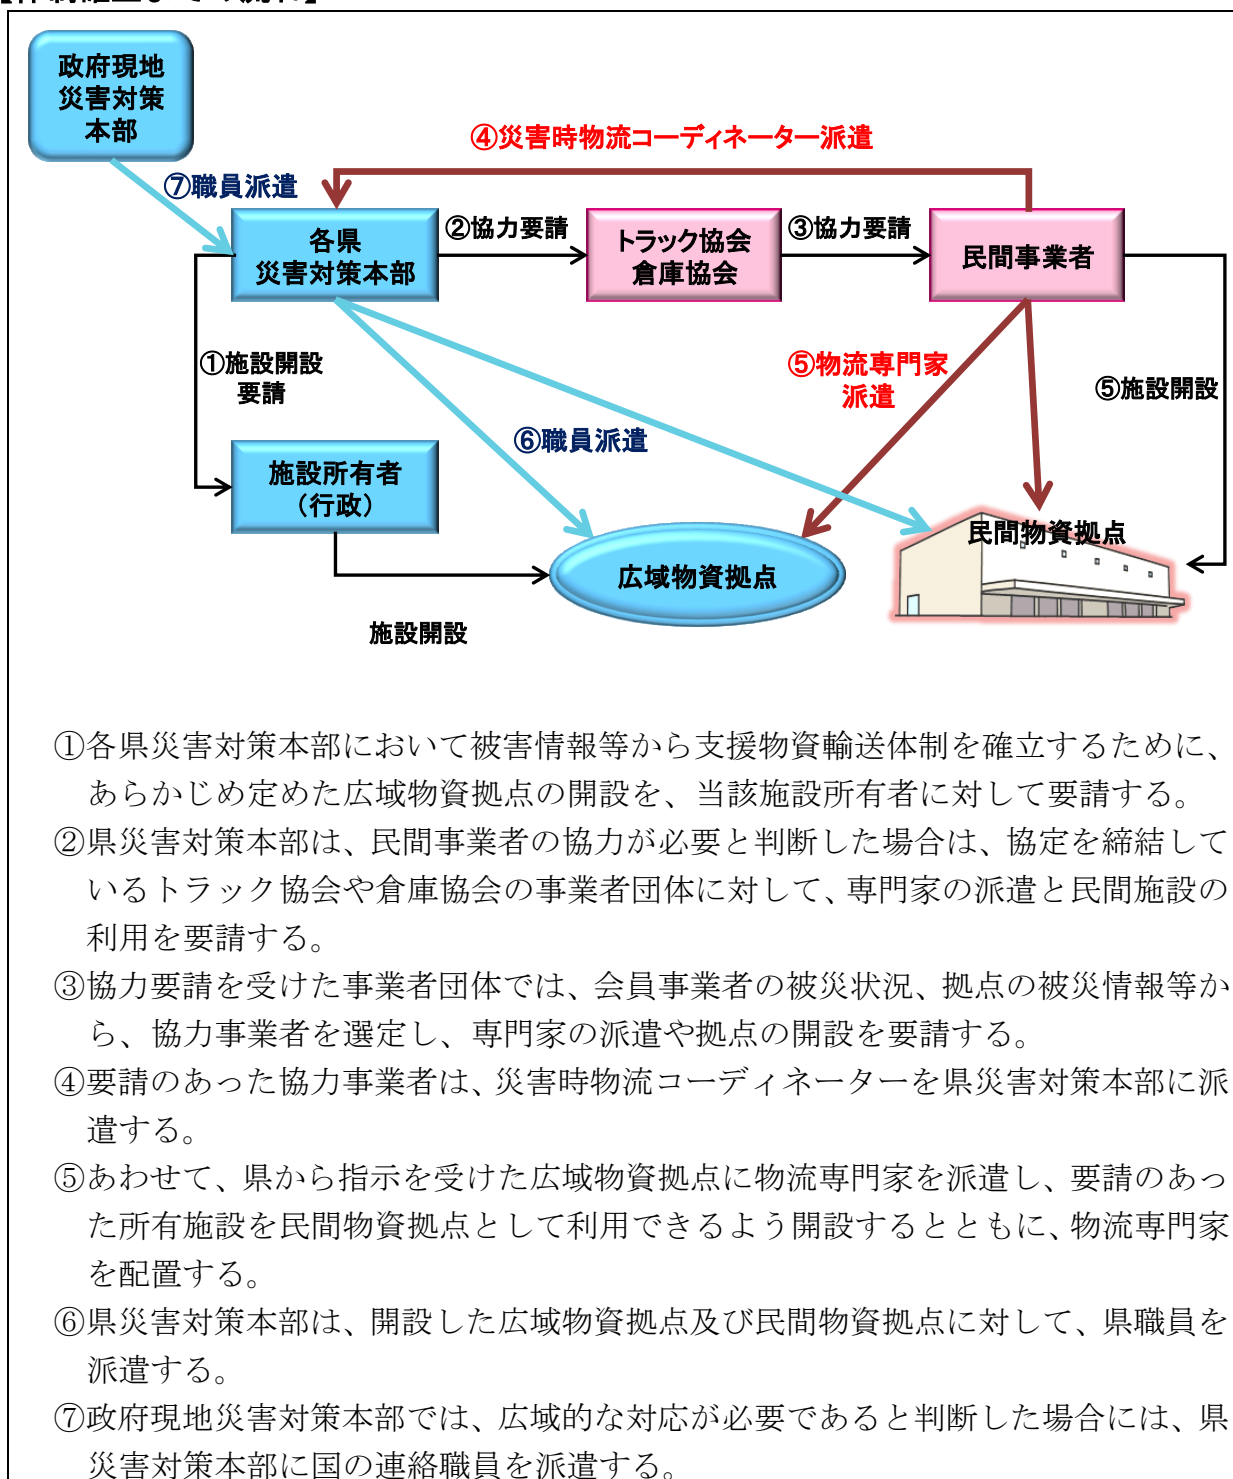 政府現地
災害対策
本部
④災害時物流コーディネーター派遣
⑦職員派遣
各県
災害対策本部
②協力要請
トラック協会
倉庫協会
③協力要請
民間事業者
①施設開設
要請
⑤物流専門家
派遣
⑤施設開設
⑥職員派遣
施設所有者
（行政）
民間物資拠点
広域物資拠点
施設開設
①各県災害対策本部において被害情報等から支援物資輸送体制を確立するために、
あらかじめ定めた広域物資拠点の開設を、当該施設所有者に対して要請する。
②県災害対策本部は、民間事業者の協力が必要と判断した場合は、協定を締結して
いるトラック協会や倉庫協会の事業者団体に対して、専門家の派遣と民間施設の
利用を要請する。
③協力要請を受けた事業者団体では、会員事業者の被災状況、拠点の被災情報等か
ら、協力事業者を選定し、専門家の派遣や拠点の開設を要請する。
④要請のあった協力事業者は、災害時物流コーディネーターを県災害対策本部に派
遣する。
⑤あわせて、県から指示を受けた広域物資拠点に物流専門家を派遣し、要請のあっ
た所有施設を民間物資拠点として利用できるよう開設するとともに、物流専門家
を配置する。
⑥県災害対策本部は、開設した広域物資拠点及び民間物資拠点に対して、県職員を
派遣する。
⑦政府現地災害対策本部では、広域的な対応が必要であると判断した場合には、県
災害対策本部に国の連絡職員を派遣する。